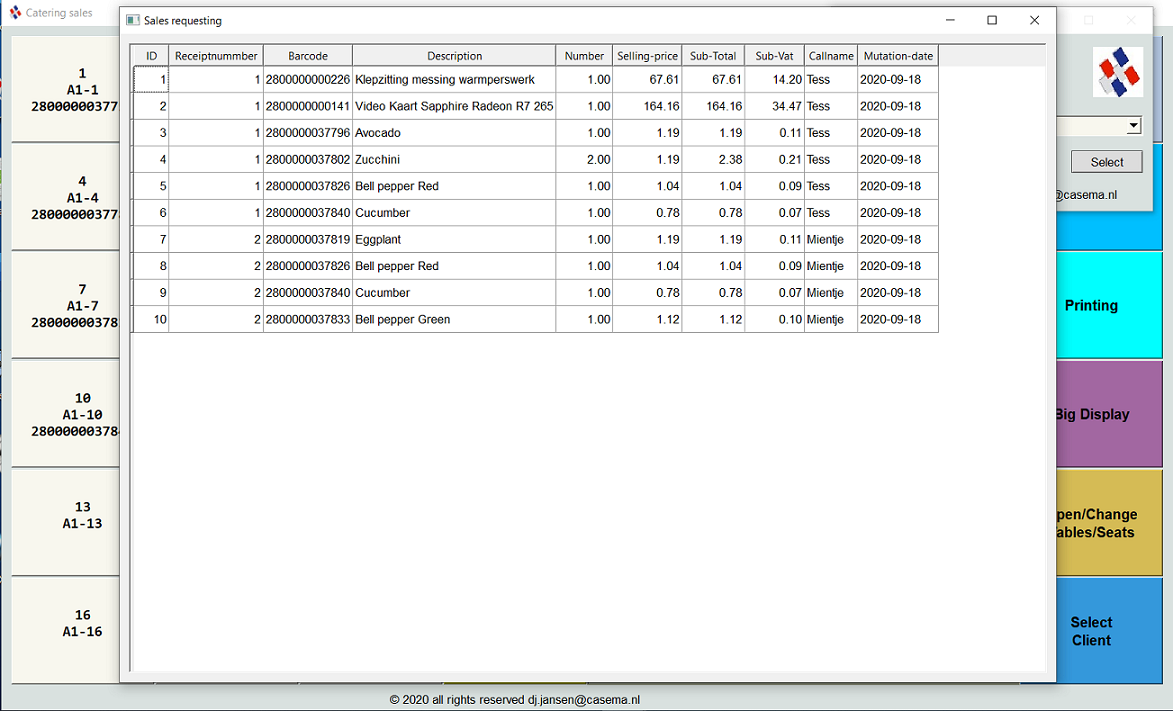 Catering sales
Sales requesting
ID Receiptnummber Barcode Description Number Selling-price Sub-Total Sub-Vat Callname Mutation-date
1 1 2800000000226 Klepzitting messing warmperswerk 1.00 67.61 67.61 14.20 Tess 2020-09-18
2 1 2800000000141 Video Kaart Sapphire Radeon R7 265 1.00 164.16 164.16 34.47 Tess 2020-09-18
3 1 2800000037796 Avocado 1.00 1.19 1.19 0.11 Tess 2020-09-18
4 1 2800000037802 Zucchini 2.00 1.19 2.38 0.21 Tess 2020-09-18
5 1 2800000037826 Bell pepper Red 1.00 1.04 1.04 0.09 Tess 2020-09-18
6 1 2800000037840 Cucumber 1.00 0.78 0.78 0.07 Tess 2020-09-18
7 2 2800000037819 Eggplant 1.00 1.19 1.19 0.11 Mientje 2020-09-18
8 2 2800000037826 Bell pepper Red 1.00 1.04 1.04 0.09 Mientje 2020-09-18
9 2 2800000037840 Cucumber 1.00 0.78 0.78 0.07 Mientje 2020-09-18
10 2 2800000037833 Bell pepper Green 1.00 1.12 1.12 0.10 Mientje 2020-09-18
1
A1-1
28000000377
4
A1-4
28000000377
7
A1-7
28000000378
10
A1-10
28000000378
13
A1-13
16
A1-16
Select
@casema.nl
Printing
Big Display
pen/Change
ables/Seats
Select
Client
© 2020 all rights reserved dj.jansen@casema.nl